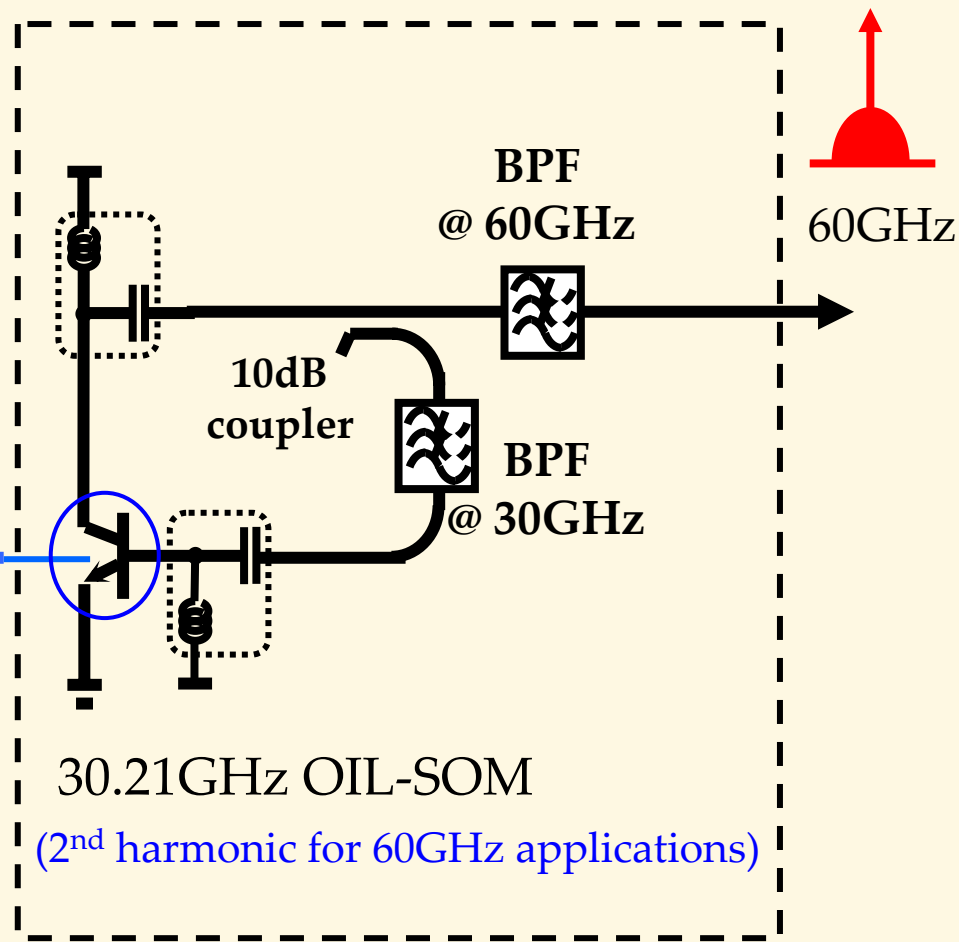 BPF
@ 60GHz
60GHz
10dB
coupler
BPF
@ 30GHz
30.21GHz OIL-SOM
(2nd harmonic for 60GHz applications)